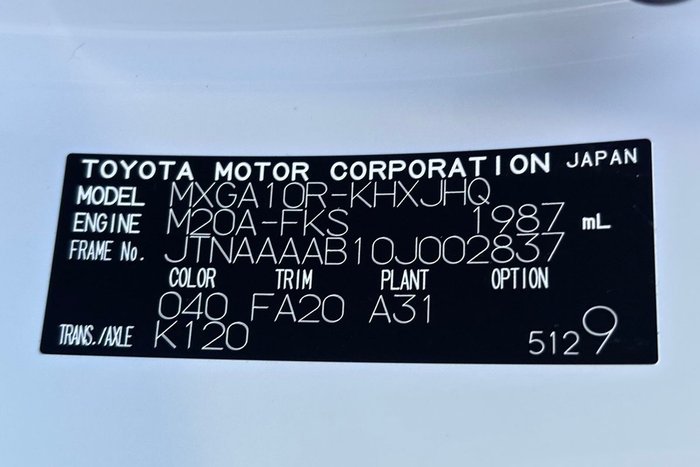 TOYOTA MOTOR CORPORATION JAPAN
MODEL MXGA10R-KHXJHQ
ENGINE M20A-FKS 1987 mL
FRAME No. JTNAAAAB10J002837
COLOR TRIM PLANT OPTION
040 FA20 A31
TRANS./AXLE K120 5129